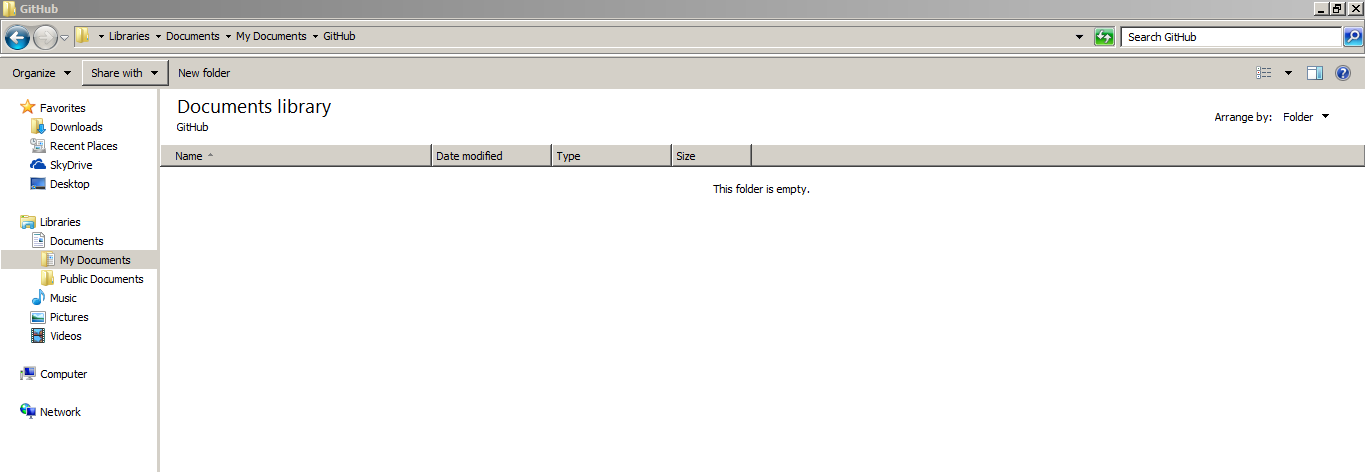 GitHub
Libraries Documents My Documents GitHub
Search GitHub
Organize Share with New folder
Favorites
Downloads
Recent Places
SkyDrive
Desktop
Libraries
Documents
My Documents
Public Documents
Music
Pictures
Videos
Computer
Network
Documents library
GitHub
Arrange by: Folder
Name Date modified Type Size
This folder is empty.